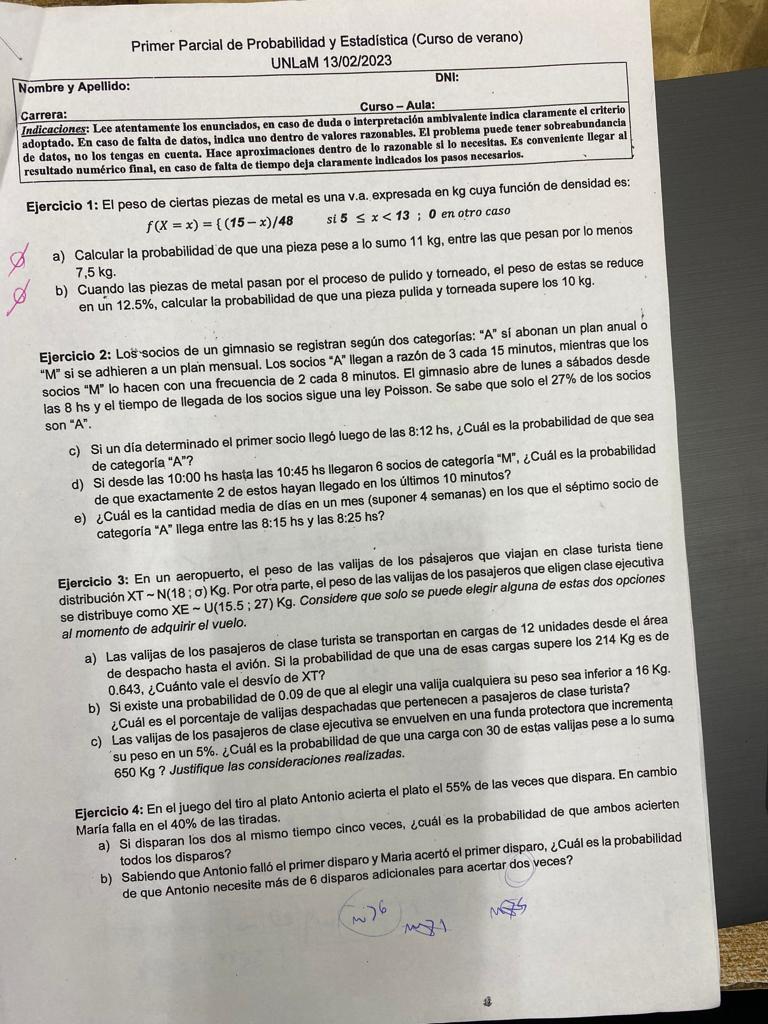 Primer Parcial de Probabilidad y Estadística (Curso de verano)
UNLaM 13/02/2023
Nombre y Apellido:
DNI:
Carrera:
Curso – Aula:
Indicaciones: Lee atentamente los enunciados, en caso de duda o interpretación ambivalente indica claramente el criterio
adoptado. En caso de falta de datos, indica uno dentro de valores razonables. El problema puede tener sobreabundancia
de datos, no los tengas en cuenta. Hace aproximaciones dentro de lo razonable si lo necesitas. Es conveniente llegar al
resultado numérico final, en caso de falta de tiempo deja claramente indicados los pasos necesarios.
Ejercicio 1: El peso de ciertas piezas de metal es una v.a. expresada en kg cuya función de densidad es:
f(X = x) = { (15 – x)/48 si 5 ≤ x < 13 ; 0 en otro caso
a) Calcular la probabilidad de que una pieza pese a lo sumo 11 kg, entre las que pesan por lo menos
7,5 kg.
b) Cuando las piezas de metal pasan por el proceso de pulido y torneado, el peso de estas se reduce
en un 12.5%, calcular la probabilidad de que una pieza pulida y torneada supere los 10 kg.
Ejercicio 2: Los socios de un gimnasio se registran según dos categorías: "A" sí abonan un plan anual o
"M" si se adhieren a un plan mensual. Los socios "A" llegan a razón de 3 cada 15 minutos, mientras que los
socios "M" lo hacen con una frecuencia de 2 cada 8 minutos. El gimnasio abre de lunes a sábados desde
las 8 hs y el tiempo de llegada de los socios sigue una ley Poisson. Se sabe que solo el 27% de los socios
son "A".
c) Si un día determinado el primer socio llegó luego de las 8:12 hs, ¿Cuál es la probabilidad de que sea
de categoría "A"?
d) Si desde las 10:00 hs hasta las 10:45 hs llegaron 6 socios de categoría "M", ¿Cuál es la probabilidad
de que exactamente 2 de estos hayan llegado en los últimos 10 minutos?
e) ¿Cuál es la cantidad media de días en un mes (suponer 4 semanas) en los que el séptimo socio de
categoría "A" llega entre las 8:15 hs y las 8:25 hs?
Ejercicio 3: En un aeropuerto, el peso de las valijas de los pasajeros que viajan en clase turista tiene
distribución XT ~ N(18 ; σ) Kg. Por otra parte, el peso de las valijas de los pasajeros que eligen clase ejecutiva
se distribuye como XE ~ U(15.5 ; 27) Kg. Considere que solo se puede elegir alguna de estas dos opciones
al momento de adquirir el vuelo.
a) Las valijas de los pasajeros de clase turista se transportan en cargas de 12 unidades desde el área
de despacho hasta el avión. Si la probabilidad de que una de esas cargas supere los 214 Kg es de
0.643, ¿Cuánto vale el desvío de XT?
b) Si existe una probabilidad de 0.09 de que al elegir una valija cualquiera su peso sea inferior a 16 Kg.
¿Cuál es el porcentaje de valijas despachadas que pertenecen a pasajeros de clase turista?
c) Las valijas de los pasajeros de clase ejecutiva se envuelven en una funda protectora que incrementa
su peso en un 5%. ¿Cuál es la probabilidad de que una carga con 30 de estas valijas pese a lo sumo
650 Kg ? Justifique las consideraciones realizadas.
Ejercicio 4: En el juego del tiro al plato Antonio acierta el plato el 55% de las veces que dispara. En cambio
María falla en el 40% de las tiradas.
a) Si disparan los dos al mismo tiempo cinco veces, ¿cuál es la probabilidad de que ambos acierten
todos los disparos?
b) Sabiendo que Antonio falló el primer disparo y Maria acertó el primer disparo, ¿Cuál es la probabilidad
de que Antonio necesite más de 6 disparos adicionales para acertar dos veces?